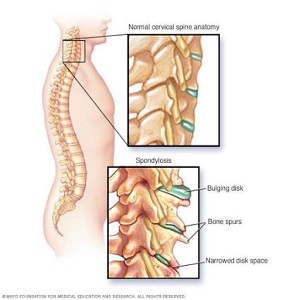 Normal cervical spine anatomy
Spondylosis
Bulging disk
Bone spurs
Narrowed disk space
© MAYO FOUNDATION FOR MEDICAL EDUCATION AND RESEARCH. ALL RIGHTS RESERVED.